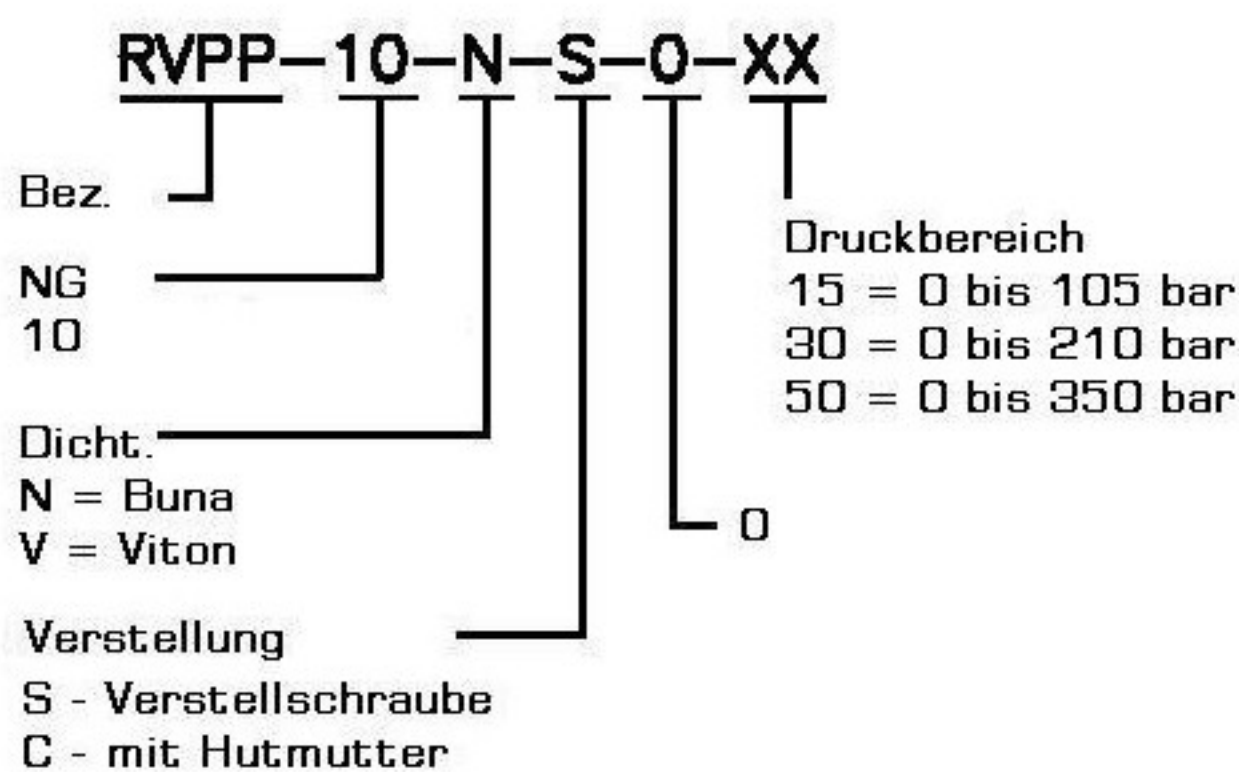 RVPP-10-N-S-0-XX
Bez.
NG
10
Dicht.
N = Buna
V = Viton
Verstellung
S - Verstellschraube
C - mit Hutmutter
0
Druckbereich
15 = 0 bis 105 bar
30 = 0 bis 210 bar
50 = 0 bis 350 bar